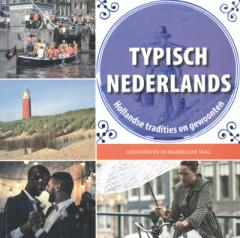 TYPISCH
NEDERLANDS
Hollandse tradities en gewoonten
GESCHREVEN IN MAKKELIJKE TAAL